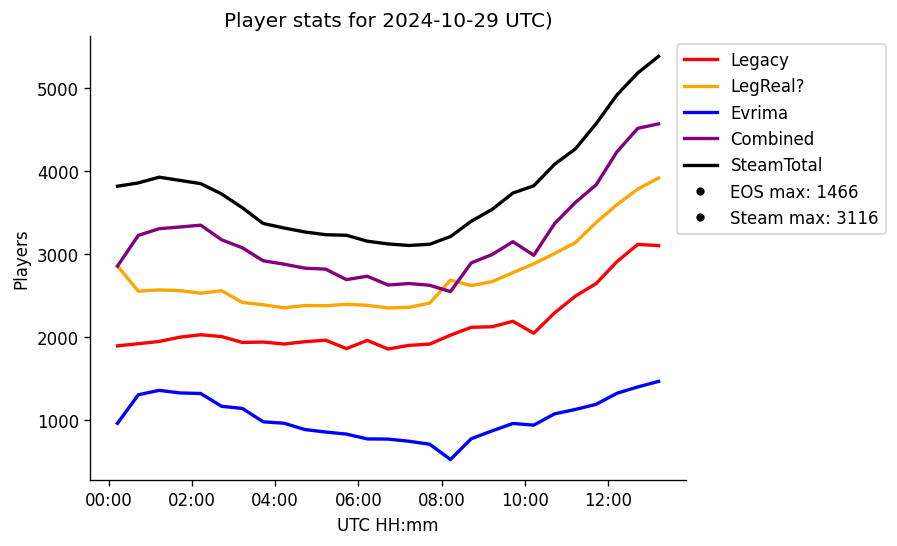 Player stats for 2024-10-29 UTC)
Legacy
LegReal?
Evrima
Combined
SteamTotal
EOS max: 1466
Steam max: 3116
Players
5000
4000
3000
2000
1000
00:00 02:00 04:00 06:00 08:00 10:00 12:00
UTC HH:mm